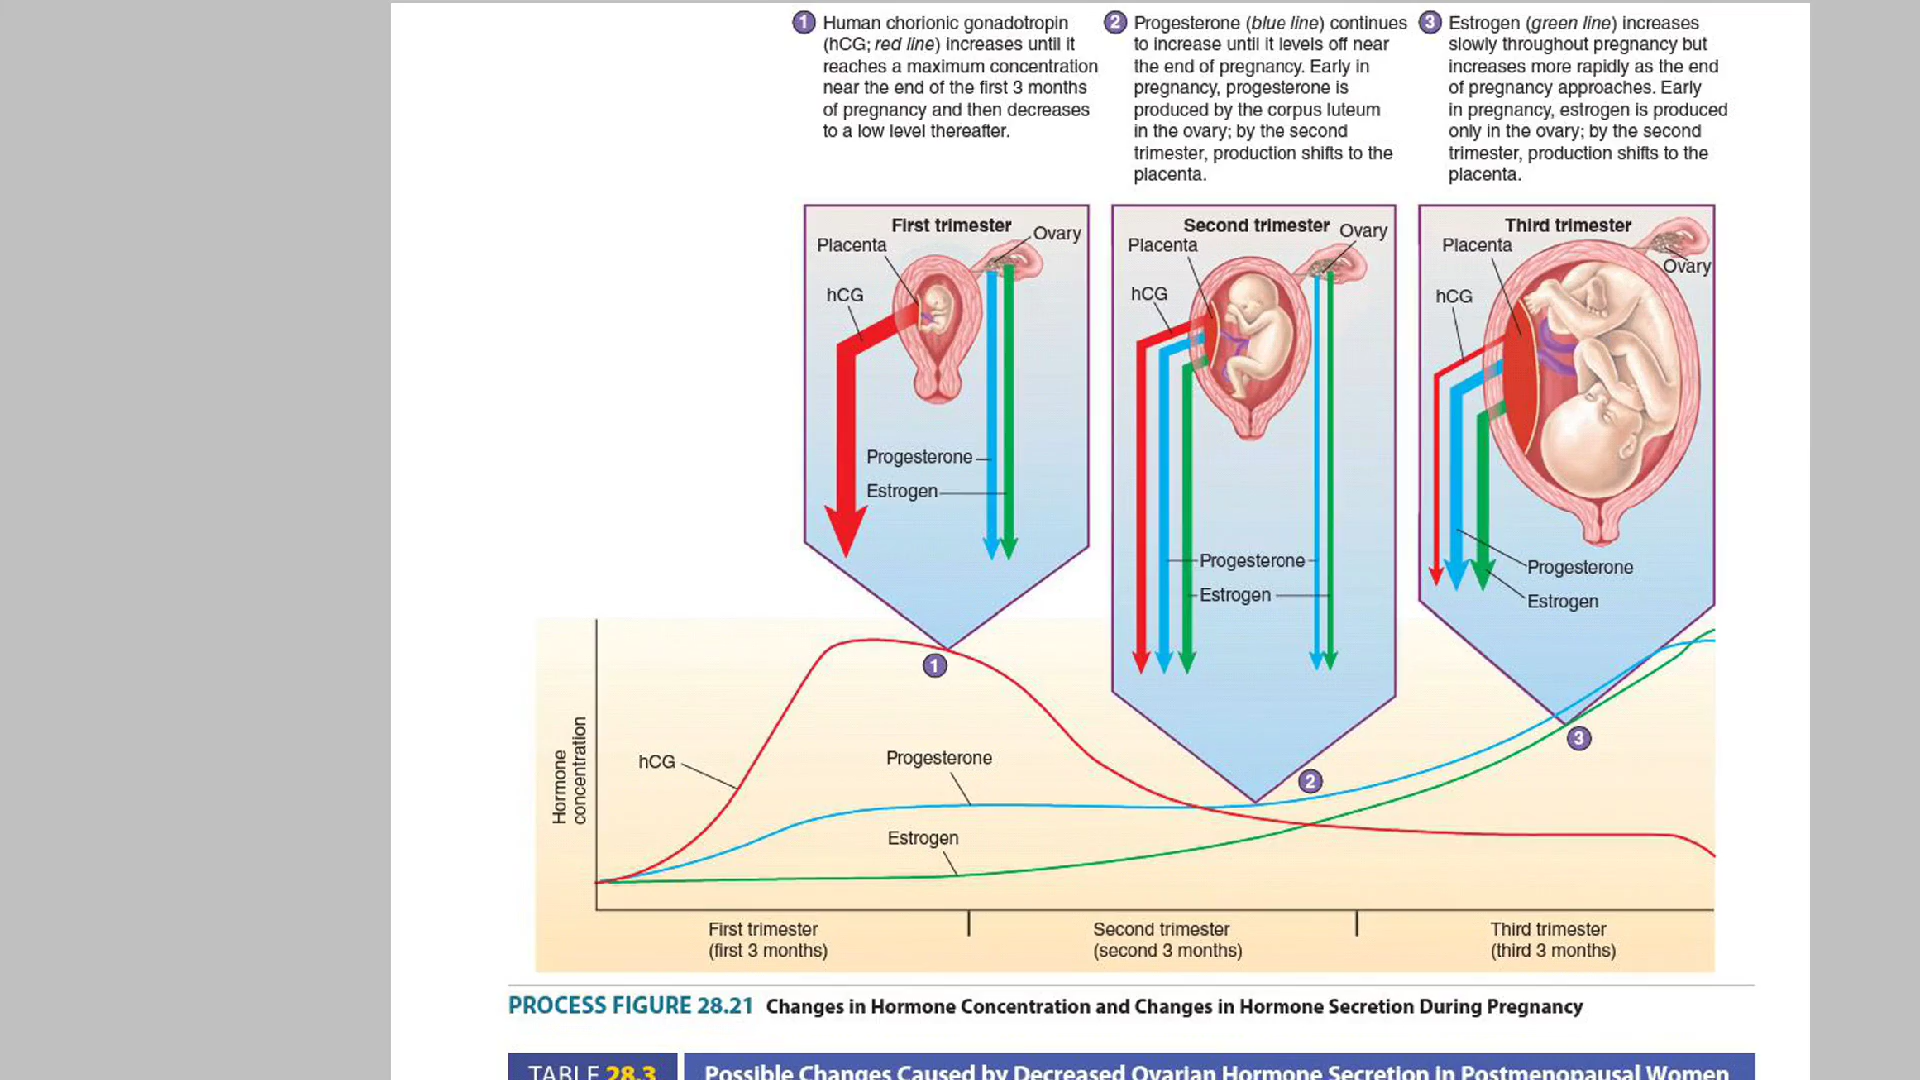 1 Human chorionic gonadotropin
(hCG; red line) increases until it
reaches a maximum concentration
near the end of the first 3 months
of pregnancy and then decreases
to a low level thereafter.
2 Progesterone (blue line) continues
to increase until it levels off near
the end of pregnancy. Early in
pregnancy, progesterone is
produced by the corpus luteum
in the ovary; by the second
trimester, production shifts to the
placenta.
3 Estrogen (green line) increases
slowly throughout pregnancy but
increases more rapidly as the end
of pregnancy approaches. Early
in pregnancy, estrogen is produced
only in the ovary; by the second
trimester, production shifts to the
placenta.
First trimester
Placenta
Ovary
hCG
Progesterone
Estrogen
Second trimester
Placenta
Ovary
hCG
Progesterone
Estrogen
Third trimester
Placenta
Ovary
hCG
Progesterone
Estrogen
1
2
3
Hormone
concentration
hCG
Progesterone
Estrogen
First trimester
(first 3 months)
Second trimester
(second 3 months)
Third trimester
(third 3 months)
PROCESS FIGURE 28.21 Changes in Hormone Concentration and Changes in Hormone Secretion During Pregnancy
TABLE 28.3 Possible Changes Caused by Decreased Ovarian Hormone Secretion in Postmenopausal Women